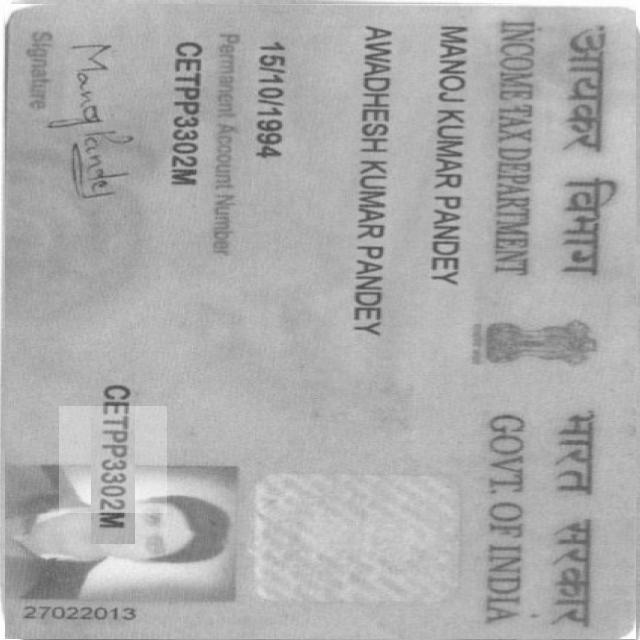 आयकर विभाग
INCOME TAX DEPARTMENT
भारत सरकार
GOVT. OF INDIA
MANOJ KUMAR PANDEY
AWADHESH KUMAR PANDEY
15/10/1994
Permanent Account Number
CETPP3302M
Manoj Pandey
Signature
CETPP3302M
27022013